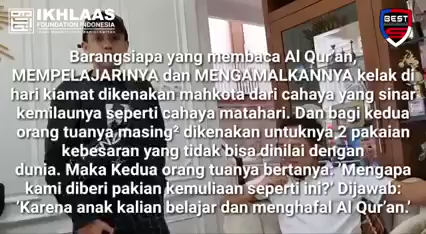 IKHLAAS
FOUNDATION INDONESIA
BEST
Barangsiapa yang membaca Al Qur'an,
MEMPELAJARINYA dan MENGAMALKANNYA kelak di
hari kiamat dikenakan mahkota dari cahaya yang sinar
kemilaunya seperti cahaya matahari. Dan bagi kedua
orang tuanya masing² dikenakan untuknya 2 pakaian
kebesaran yang tidak bisa dinilai dengan
dunia. Maka Kedua orang tuanya bertanya: 'Mengapa
kami diberi pakian kemuliaan seperti ini?' Dijawab:
'Karena anak kalian belajar dan menghafal Al Qur'an.'